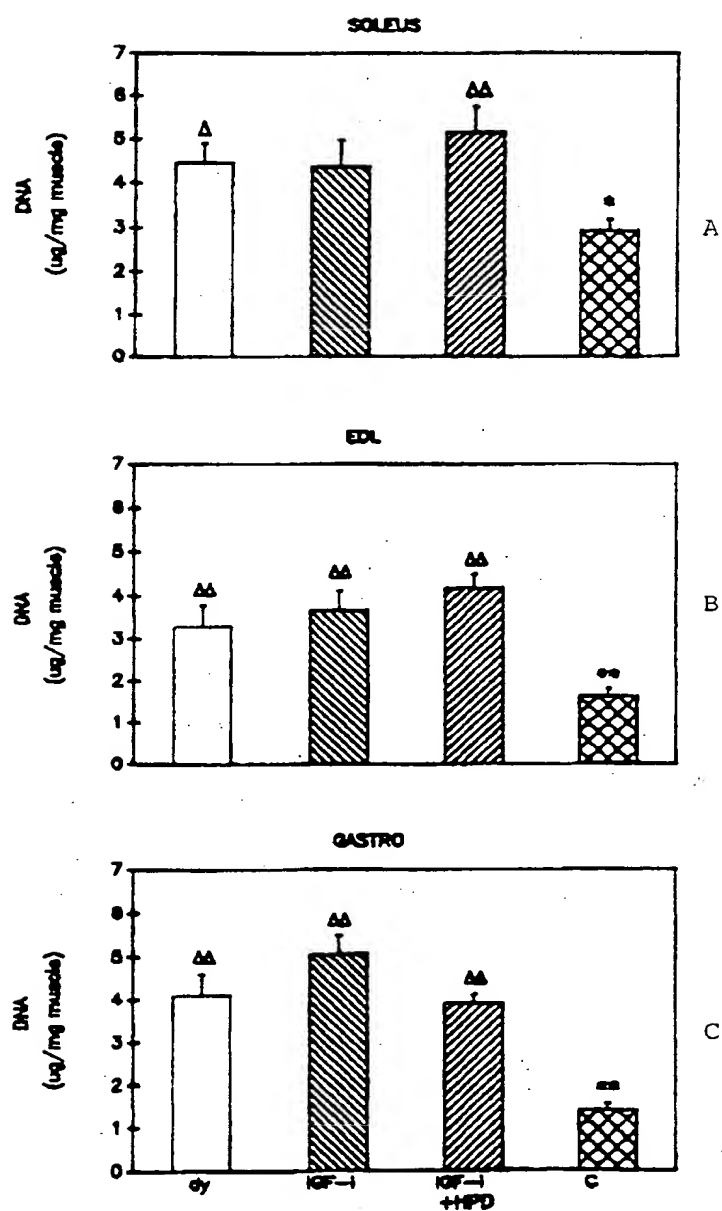 SOLEUS
7
6
5
4
3
2
1
0
DNA
(ug/mg muscle)
Δ
ΔΔ
*
A
EDL
7
6
5
4
3
2
1
0
DNA
(ug/mg muscle)
ΔΔ
ΔΔ
ΔΔ
**
B
GASTRO
7
6
5
4
3
2
1
0
DNA
(ug/mg muscle)
ΔΔ
ΔΔ
ΔΔ
**
C
dy
IGF-I
IGF-I
+HPD
C